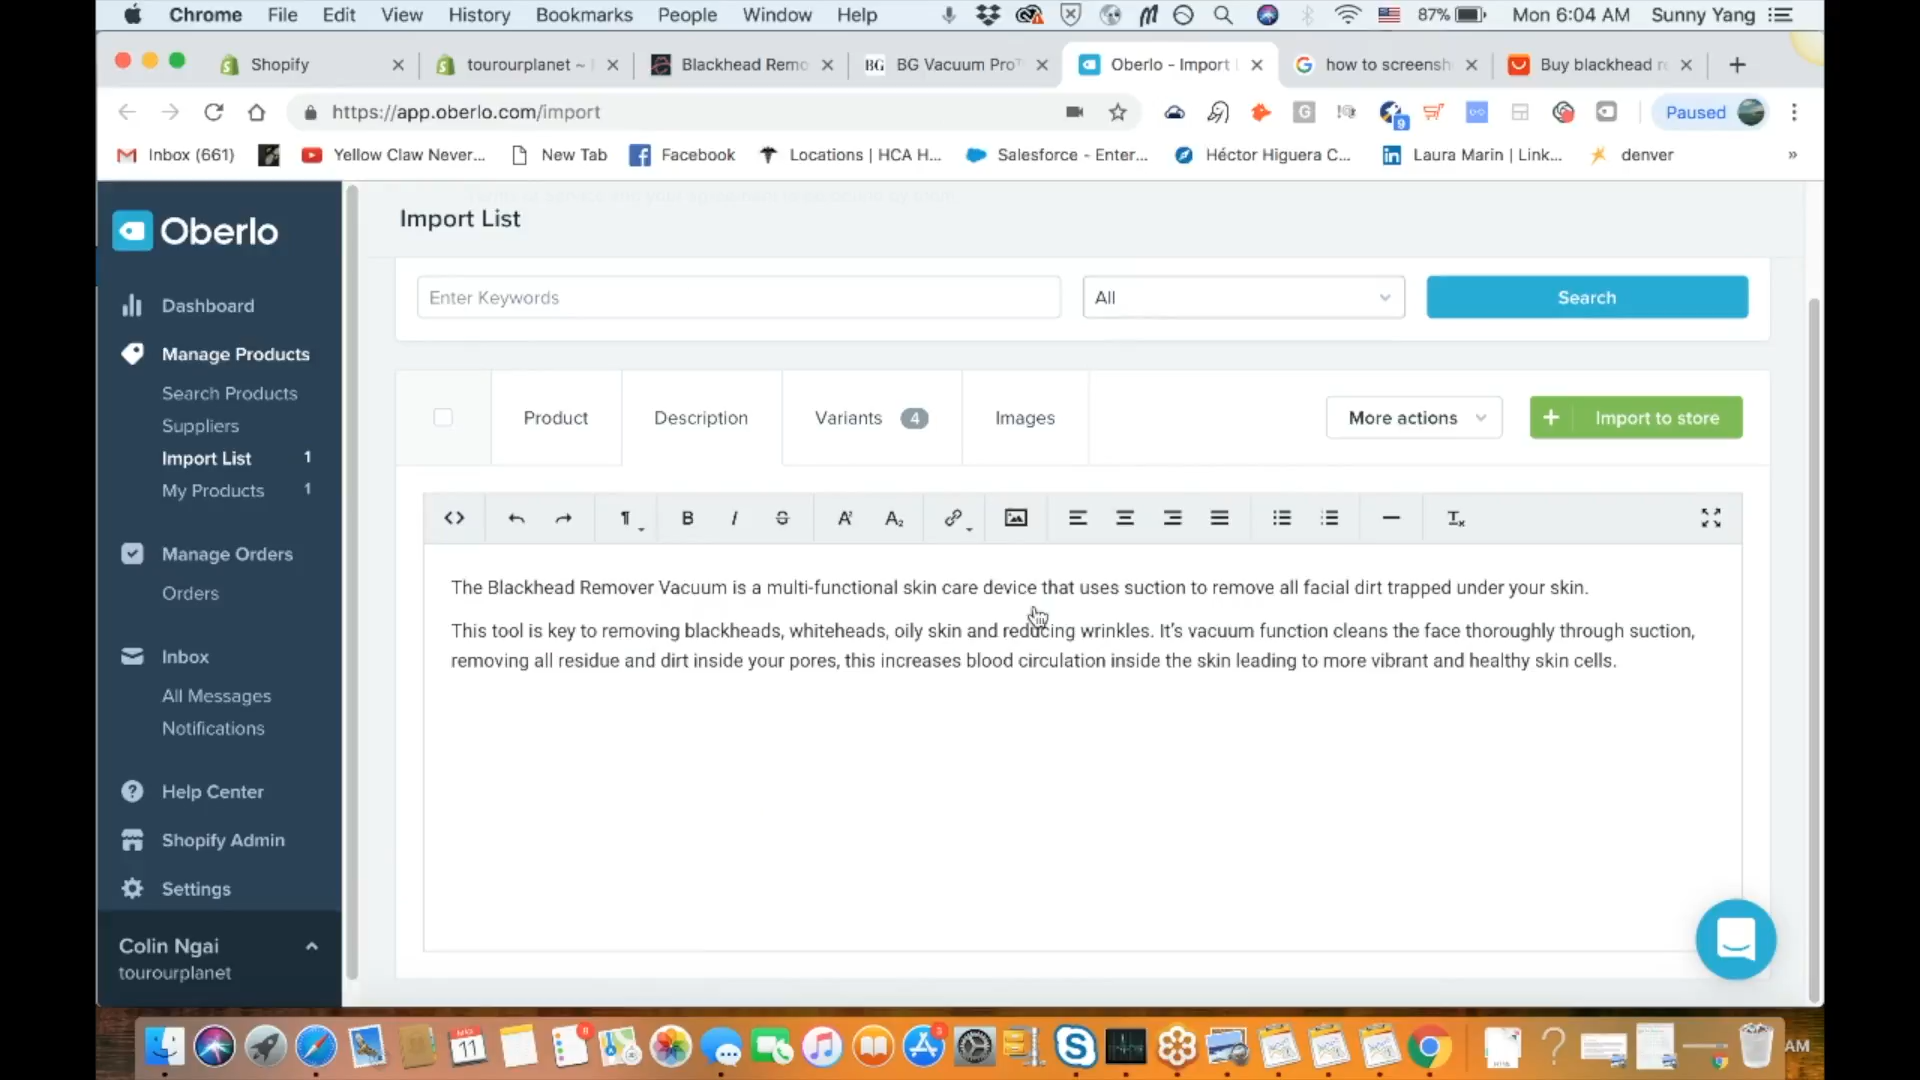 Chrome File Edit View History Bookmarks People Window Help 87% Mon 6:04 AM Sunny Yang
Shopify tourourplanet ~ Blackhead Remo BG BG Vacuum Pro Oberlo - Import how to screensh Buy blackhead r
https://app.oberlo.com/import 9 Paused
Inbox (661) Yellow Claw Never... New Tab Facebook Locations | HCA H... Salesforce - Enter... Héctor Higuera C... Laura Marin | Link... denver »
Oberlo
Dashboard
Manage Products
Search Products
Suppliers
Import List 1
My Products 1
Manage Orders
Orders
Inbox
All Messages
Notifications
Help Center
Shopify Admin
Settings
Colin Ngai
tourourplanet
Import List
Enter Keywords All Search
Product Description Variants 4 Images More actions + Import to store
The Blackhead Remover Vacuum is a multi-functional skin care device that uses suction to remove all facial dirt trapped under your skin.
This tool is key to removing blackheads, whiteheads, oily skin and reducing wrinkles. It's vacuum function cleans the face thoroughly through suction,
removing all residue and dirt inside your pores, this increases blood circulation inside the skin leading to more vibrant and healthy skin cells.
11
AM